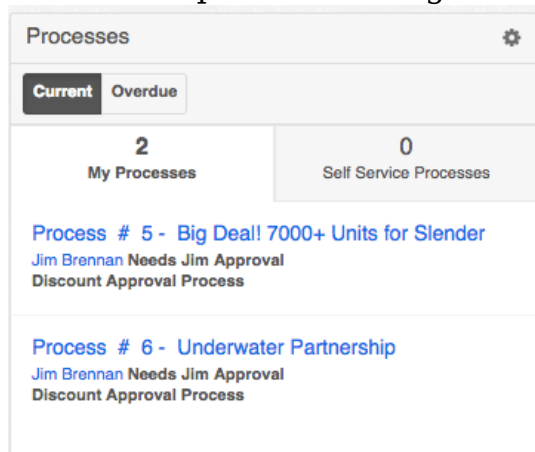 Processes
Current Overdue
2 0
My Processes Self Service Processes
Process # 5 - Big Deal! 7000+ Units for Slender
Jim Brennan Needs Jim Approval
Discount Approval Process
Process # 6 - Underwater Partnership
Jim Brennan Needs Jim Approval
Discount Approval Process